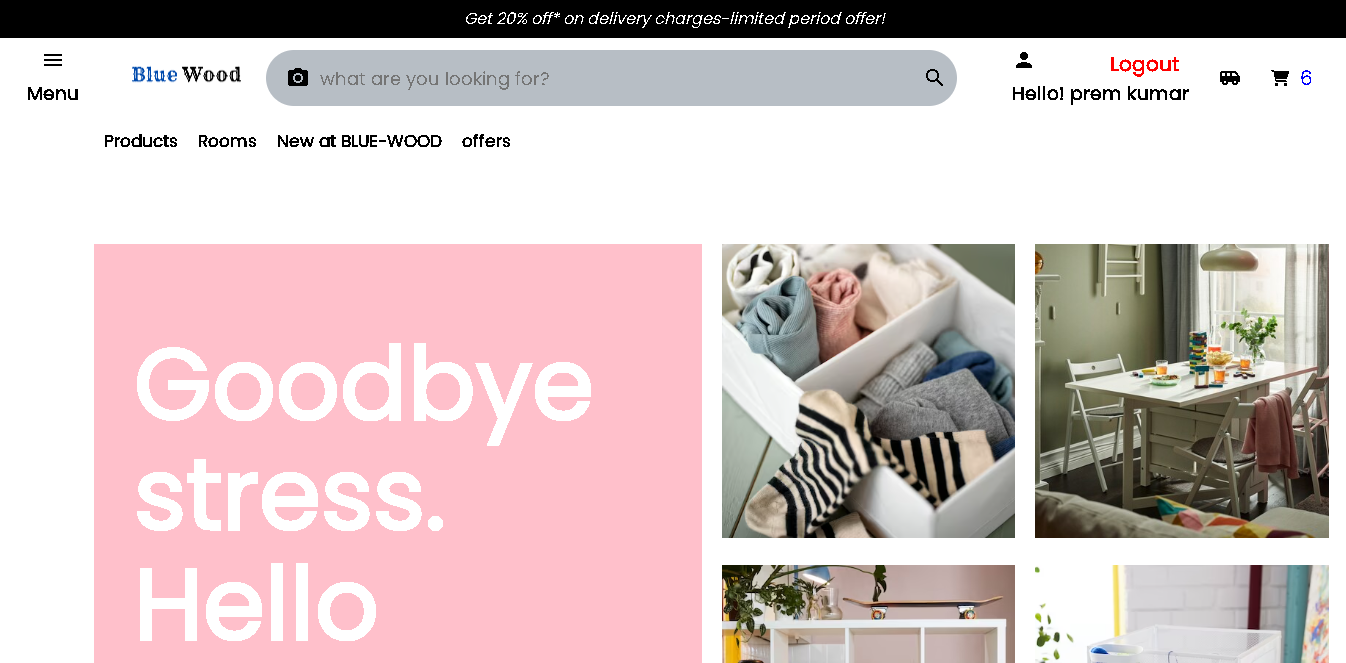 Get 20% off* on delivery charges-limited period offer!
Menu
Blue Wood
what are you looking for?
Logout
Hello! prem kumar
6
Products Rooms New at BLUE-WOOD offers
Goodbye
stress.
Hello